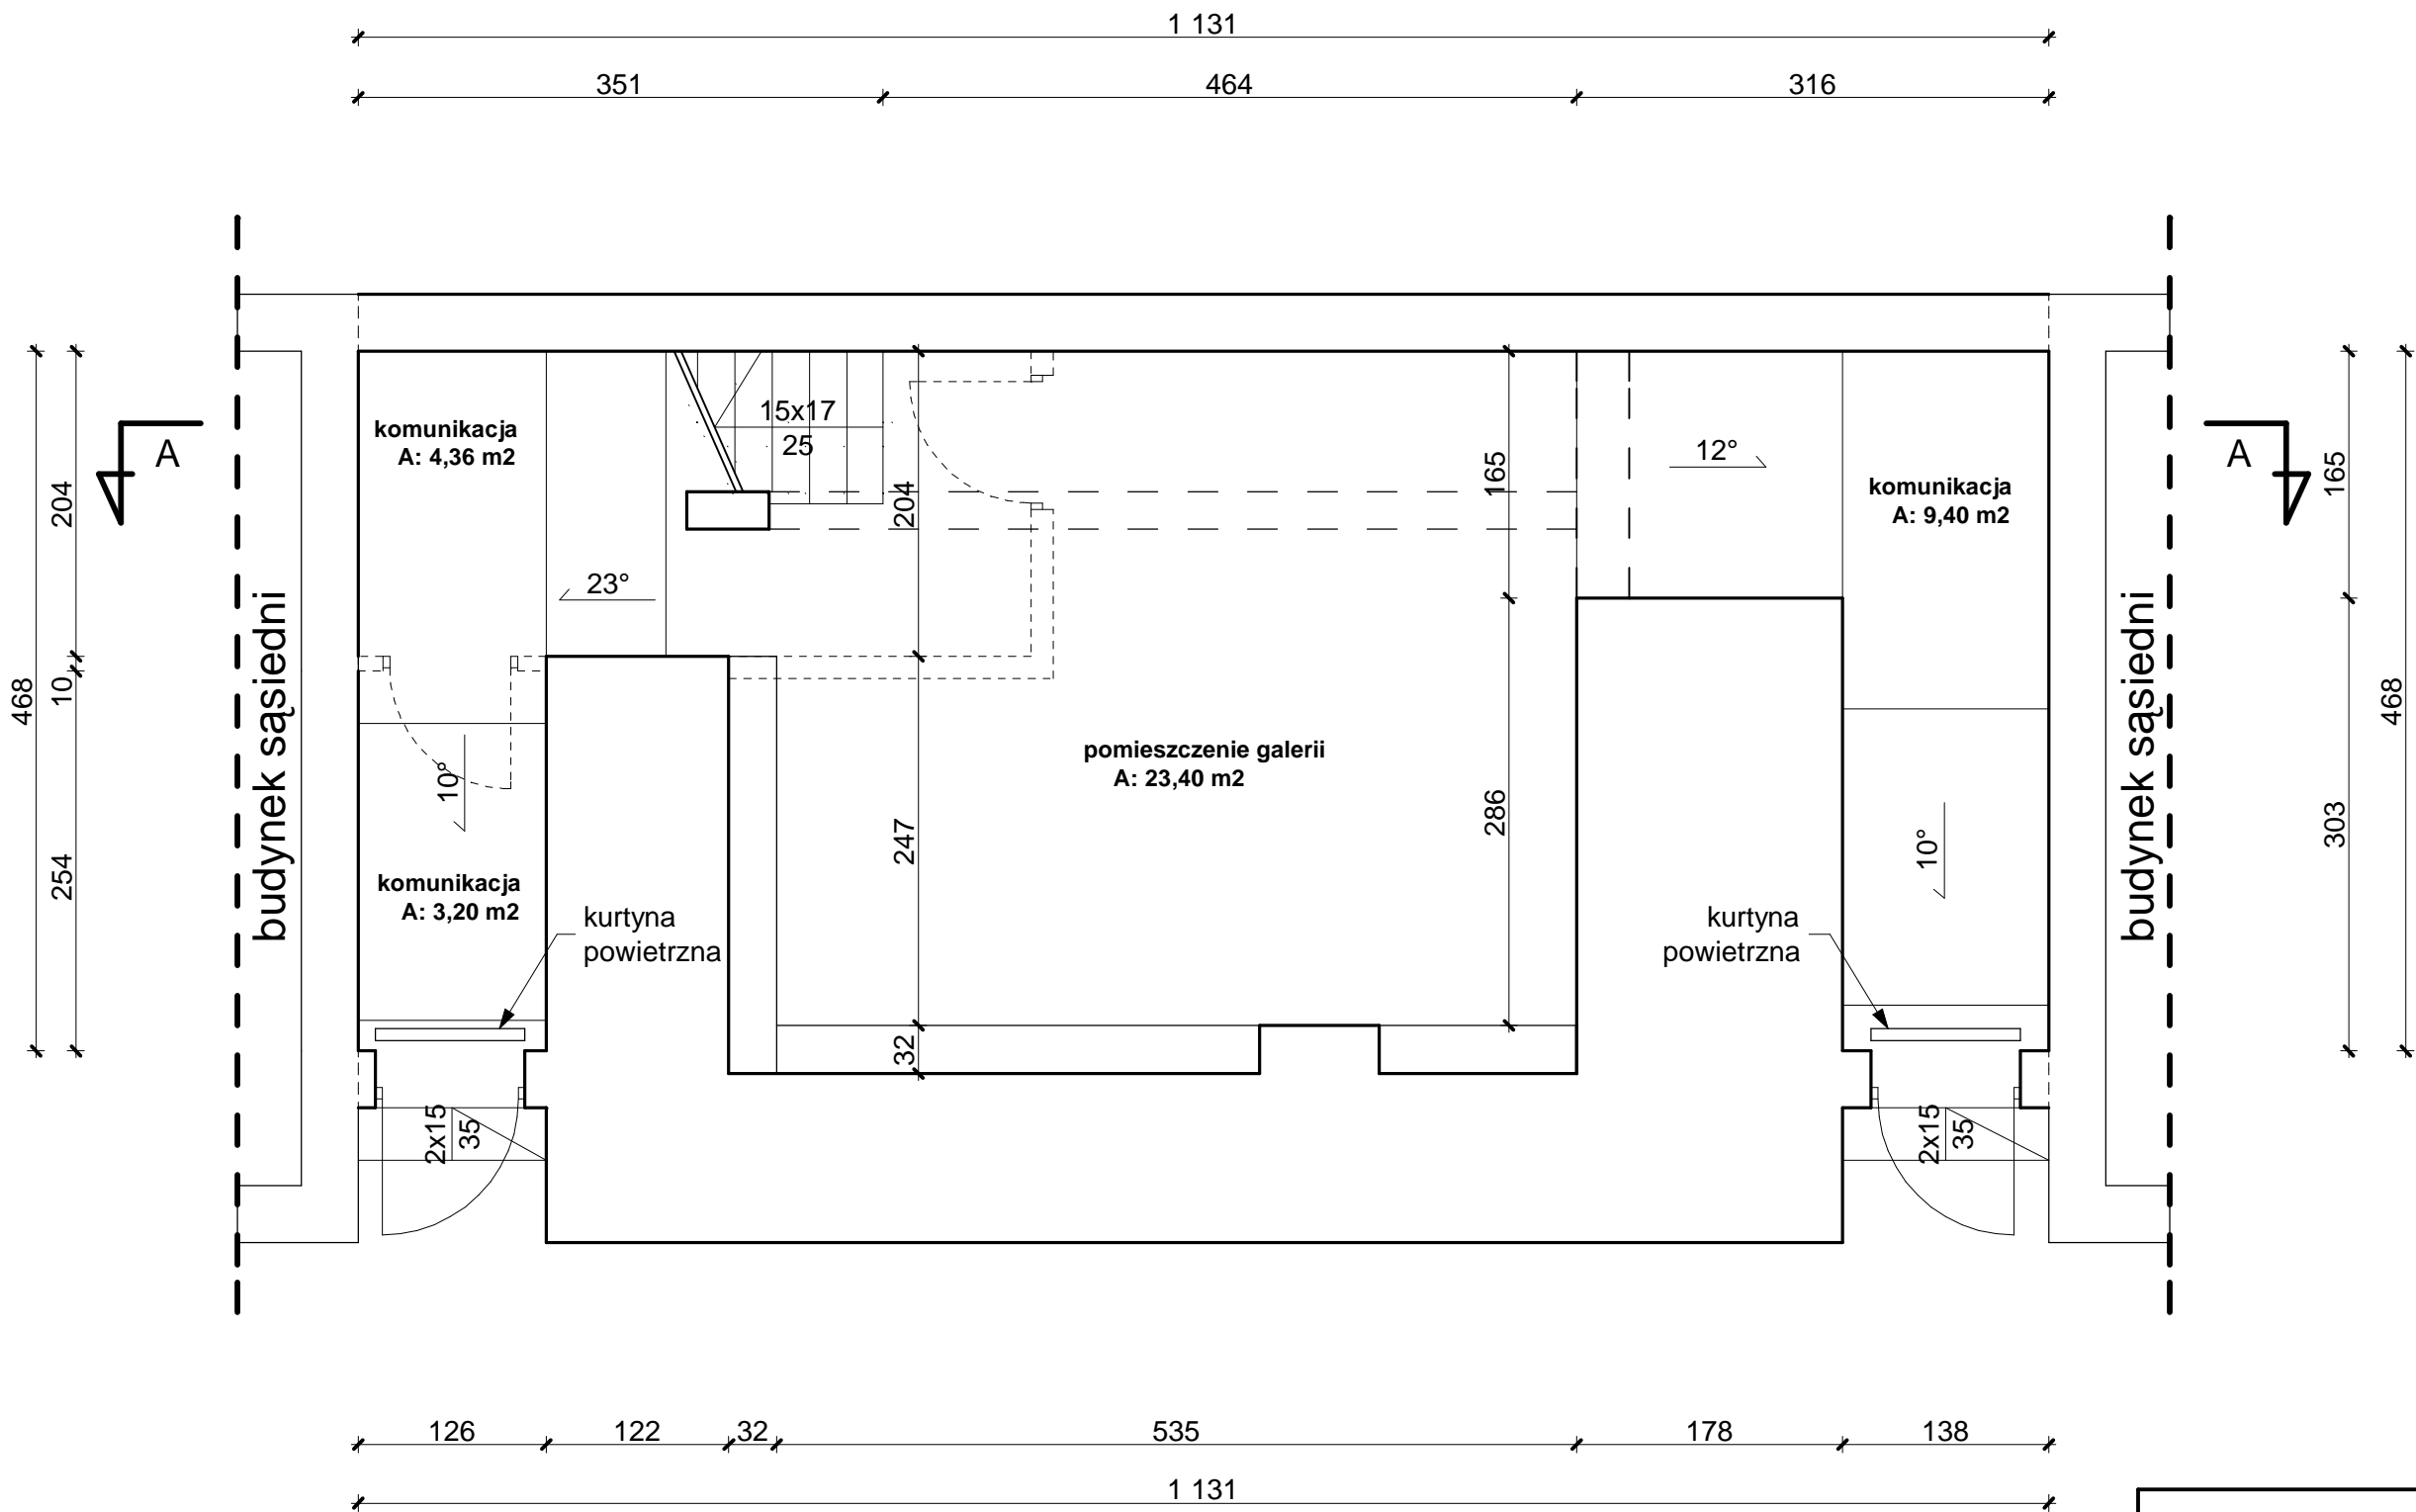 1 131
351 464 316
A
A
komunikacja
A: 4,36 m2
15x17
25
12°
komunikacja
A: 9,40 m2
468
204
10
254
204
247
32
165
286
165
303
468
23°
budynek sąsiedni
budynek sąsiedni
10°
pomieszczenie galerii
A: 23,40 m2
10°
komunikacja
A: 3,20 m2
kurtyna
powietrzna
kurtyna
powietrzna
2x15
35
2x15
35
126 122 32 535 178 138
1 131